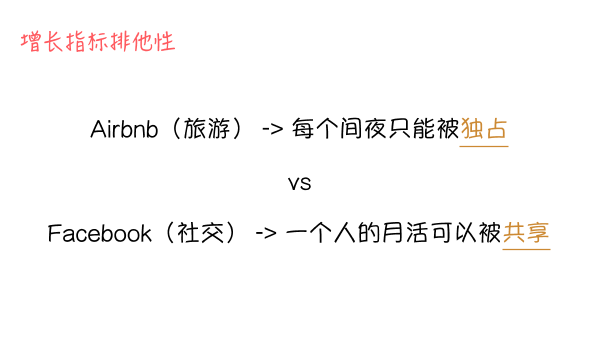 增长指标排他性
Airbnb（旅游） -> 每个间夜只能被独占
vs
Facebook（社交） -> 一个人的月活可以被共享